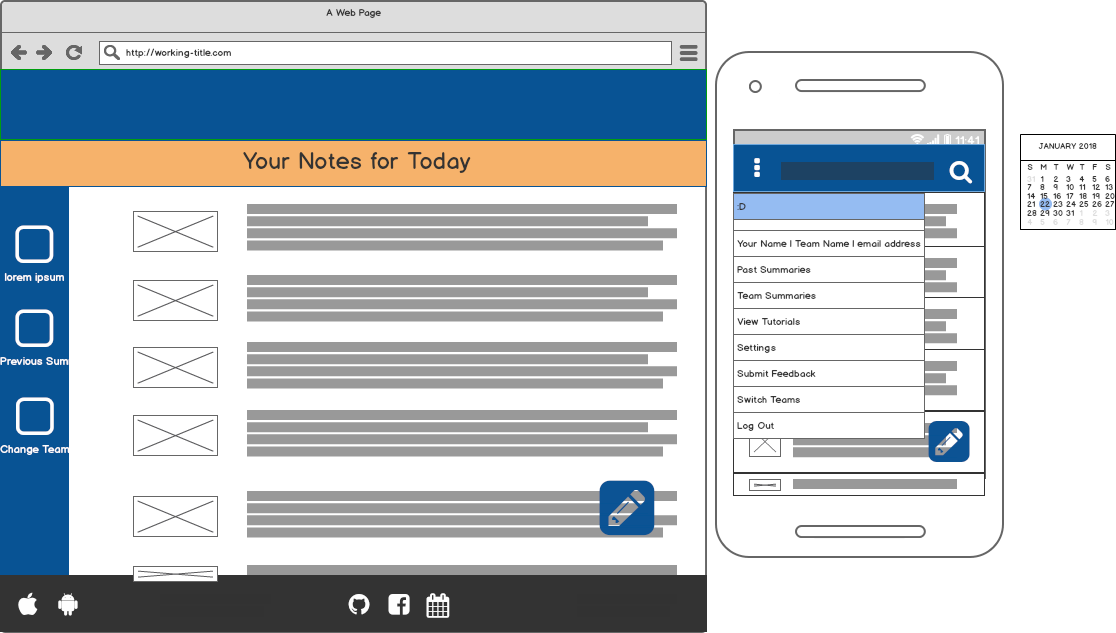 A Web Page
http://working-title.com
Your Notes for Today
lorem ipsum
Previous Sum
Change Team
11:41
:D
Your Name | Team Name | email address
Past Summaries
Team Summaries
View Tutorials
Settings
Submit Feedback
Switch Teams
Log Out
JANUARY 2018
S M T W T F S
31 1 2 3 4 5 6
7 8 9 10 11 12 13
14 15 16 17 18 19 20
21 22 23 24 25 26 27
28 29 30 31 1 2 3
4 5 6 7 8 9 10